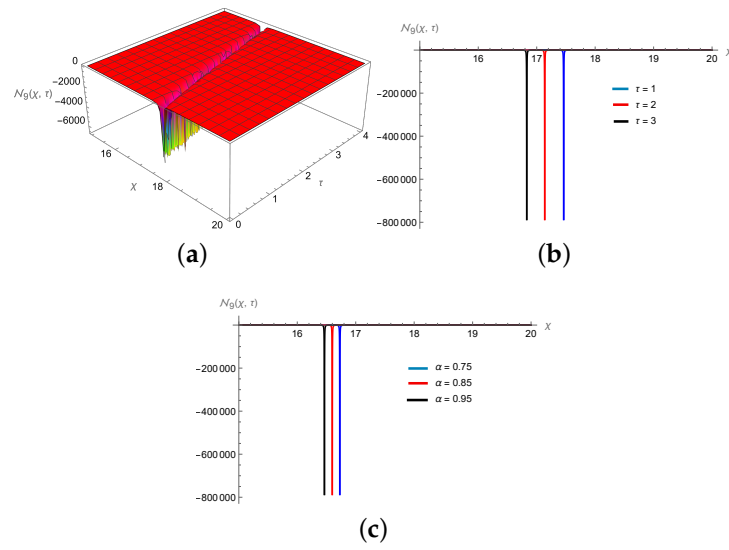 0
−2000
−4000
−6000
𝒩9(χ, τ)
16
χ
18
20
0
1
τ
2
3
4
(a)
𝒩9(χ, τ)
16 17 18 19 20
−200 000
−400 000
−600 000
−800 000
τ = 1
τ = 2
τ = 3
(b)
𝒩9(χ, τ)
16 17 18 19 20 χ
−200 000
−400 000
−600 000
−800 000
α = 0.75
α = 0.85
α = 0.95
(c)